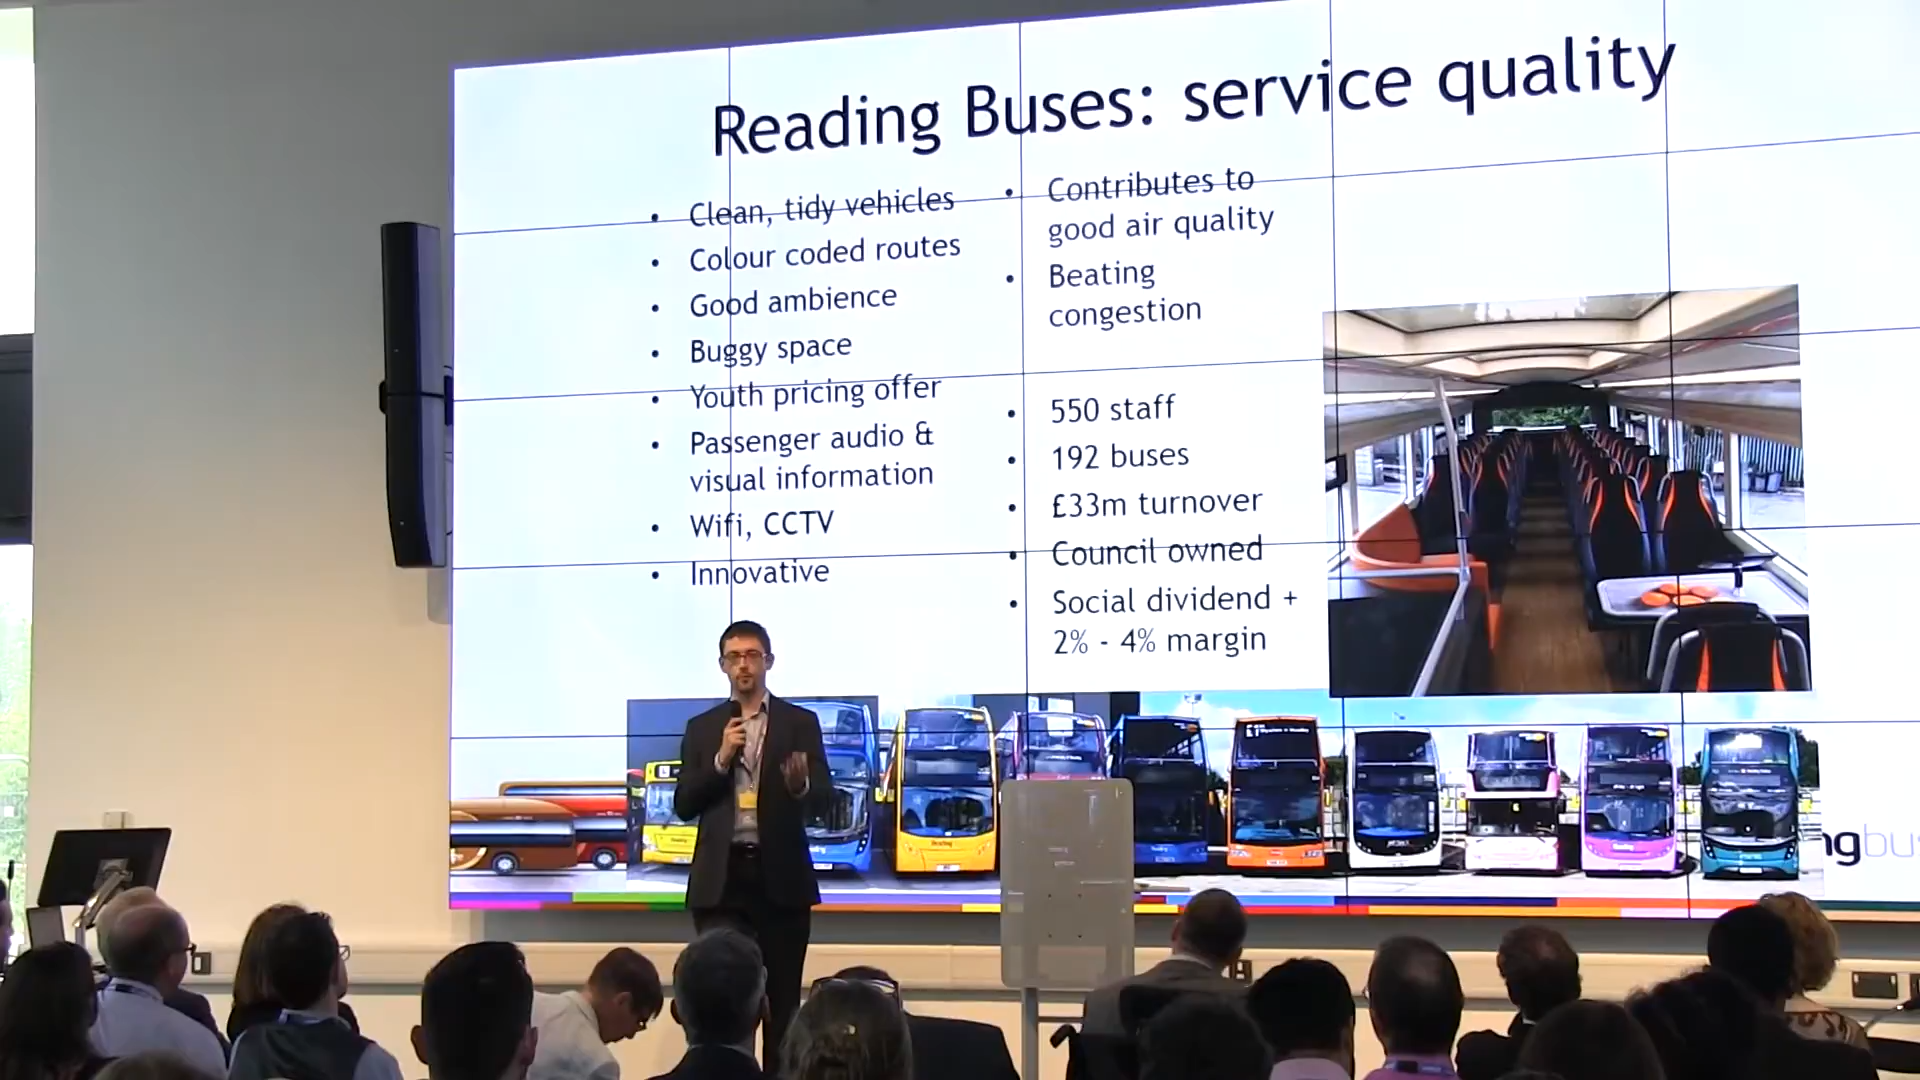 Reading Buses: service quality
• Clean, tidy vehicles
• Colour coded routes
• Good ambience
• Buggy space
• Youth pricing offer
• Passenger audio &
visual information
• Wifi, CCTV
• Innovative
• Contributes to
good air quality
• Beating
congestion
• 550 staff
• 192 buses
• £33m turnover
• Council owned
• Social dividend +
2% - 4% margin
ngbus